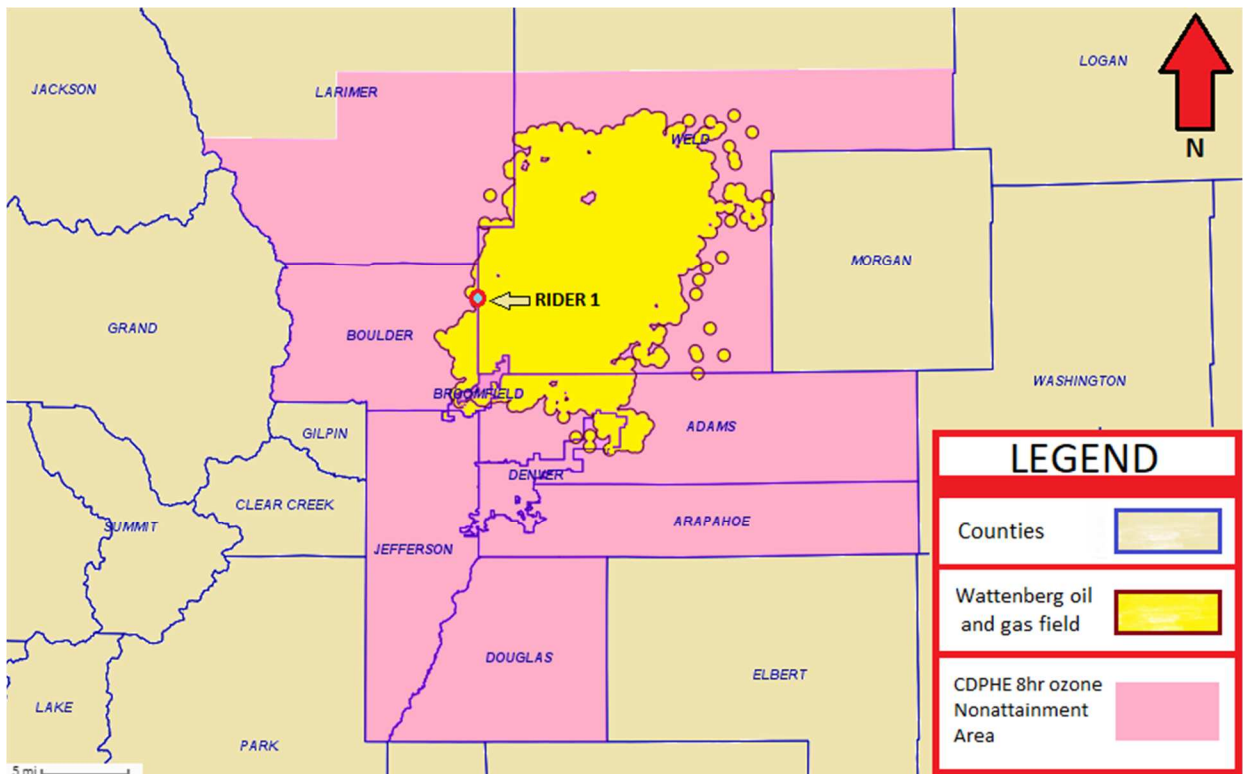 LOGAN
JACKSON
LARIMER
N
WELD
MORGAN
RIDER 1
GRAND
BOULDER
WASHINGTON
BROOMFIELD
ADAMS
GILPIN
DENVER
CLEAR CREEK
SUMMIT
ARAPAHOE
JEFFERSON
DOUGLAS
ELBERT
LAKE
PARK
5 mi
LEGEND
Counties
Wattenberg oil
and gas field
CDPHE 8hr ozone
Nonattainment
Area